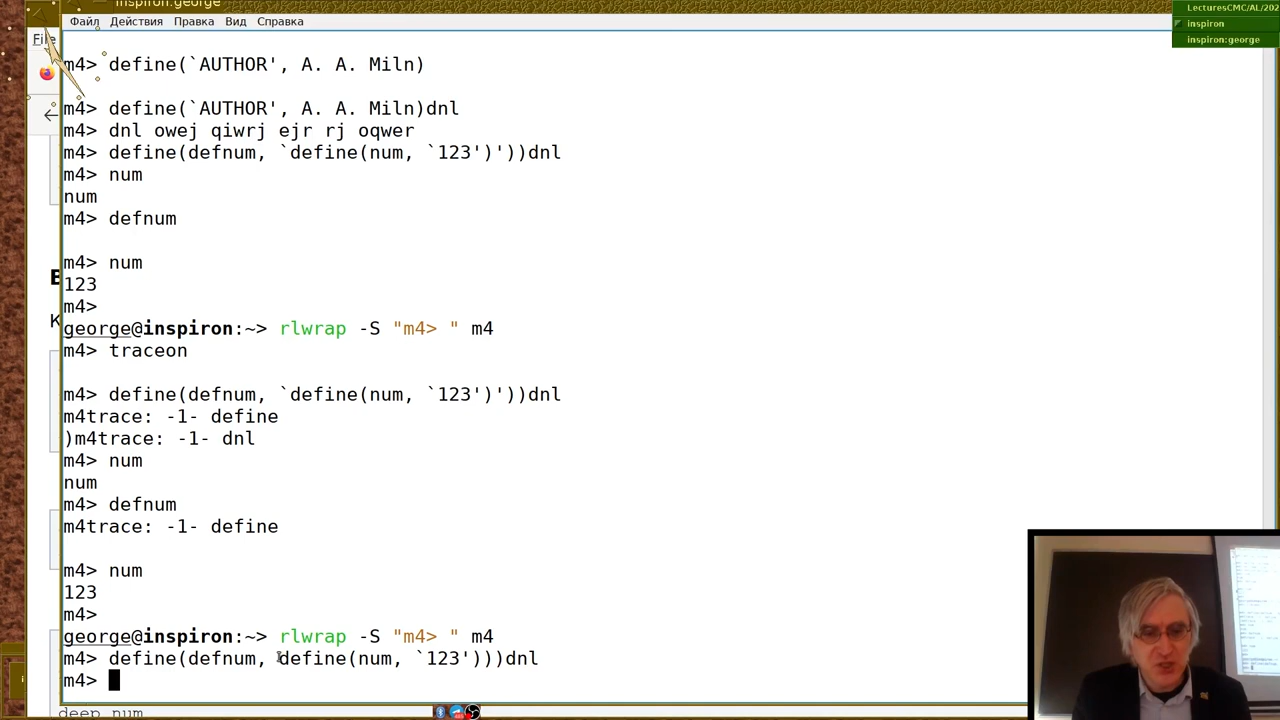 inspiron:george
LecturesCMC/AL/202
Файл Действия Правка Вид Справка
inspiron
inspiron:george
m4> define(`AUTHOR', A. A. Miln)
m4> define(`AUTHOR', A. A. Miln)dnl
m4> dnl owej qiwrj ejr rj oqwer
m4> define(defnum, `define(num, `123')'))dnl
m4> num
num
m4> defnum
m4> num
123
m4>
george@inspiron:~> rlwrap -S "m4> " m4
m4> traceon
m4> define(defnum, `define(num, `123')'))dnl
m4trace: -1- define
)m4trace: -1- dnl
m4> num
num
m4> defnum
m4trace: -1- define
m4> num
123
m4>
george@inspiron:~> rlwrap -S "m4> " m4
m4> define(defnum, define(num, `123')))dnl
m4>
deep num